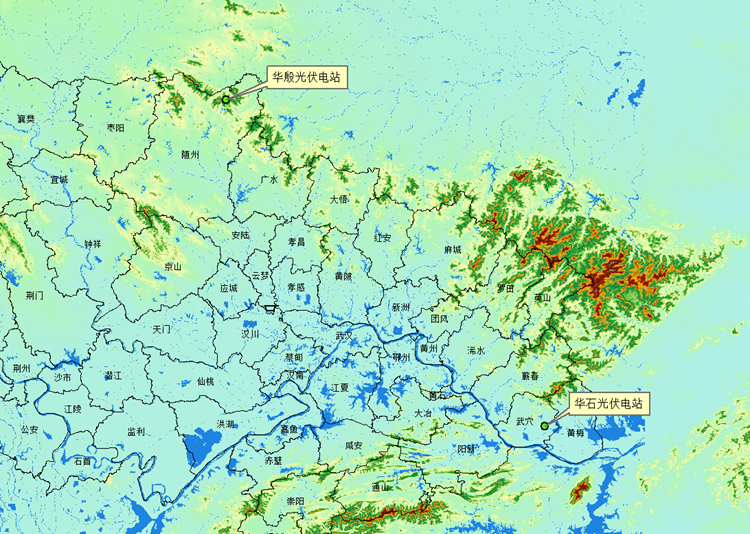 华殷光伏电站
襄樊
枣阳
随州
广水
宜城
大悟
钟祥
安陆
孝昌
红安
麻城
京山
云梦
黄陂
荆门
应城
孝感
罗田
英山
新洲
团风
天门
汉川
武汉
黄州
浠水
荆州
蔡甸
鄂州
沙市
潜江
仙桃
汉南
江夏
蕲春
黄石
华石光伏电站
江陵
大冶
武穴
公安
监利
洪湖
嘉鱼
黄梅
咸安
阳新
石首
赤壁
崇阳
通山